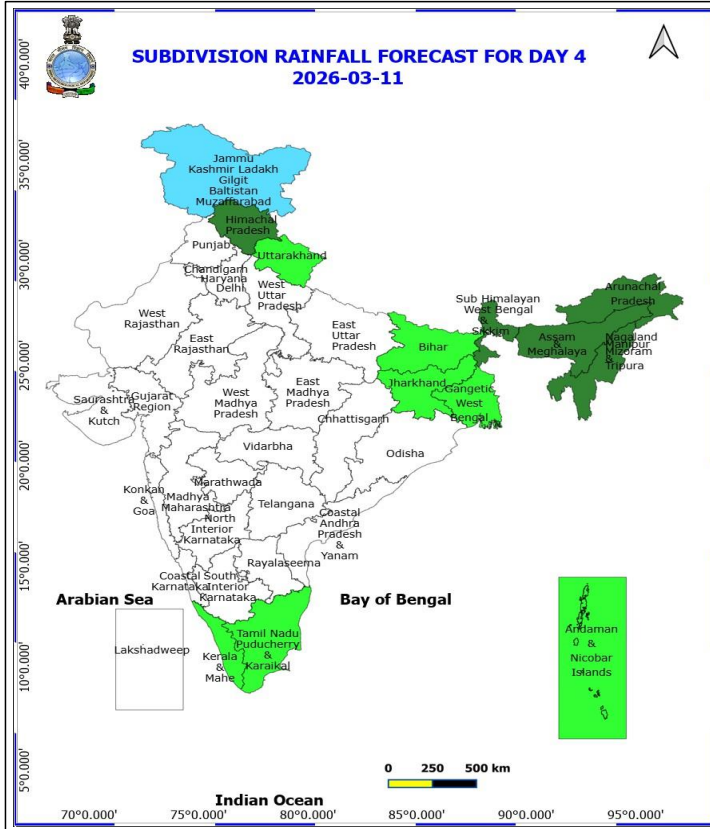 SUBDIVISION RAINFALL FORECAST FOR DAY 4
2026-03-11
40°0.000'
35°0.000'
30°0.000'
25°0.000'
20°0.000'
15°0.000'
10°0.000'
5°0.000'
Jammu
Kashmir Ladakh
Gilgit
Baltistan
Muzaffarabad
Himachal
Pradesh
Punjab
Uttarakhand
Chandigarh
Haryana
Delhi
West
Uttar
Pradesh
West
Rajasthan
East
Rajasthan
East
Uttar
Pradesh
Bihar
Sub Himalayan
West Bengal
&
Sikkim
Arunachal
Pradesh
Assam
&
Meghalaya
Nagaland
Manipur
Mizoram
&
Tripura
Jharkhand
Gangetic
West
Bengal
Saurashtra
&
Kutch
Gujarat
Region
West
Madhya
Pradesh
East
Madhya
Pradesh
Chhattisgarh
Odisha
Vidarbha
Konkan
&
Goa
Marathwada
Madhya
Maharashtra
Telangana
North
Interior
Karnataka
Coastal
Andhra
Pradesh
&
Yanam
Rayalaseema
Coastal
Karnataka
South
Interior
Karnataka
Arabian Sea
Bay of Bengal
Lakshadweep
Kerala
&
Mahe
Tamil Nadu
Puducherry
&
Karaikal
Andaman
&
Nicobar
Islands
0 250 500 km
Indian Ocean
70°0.000' 75°0.000' 80°0.000' 85°0.000' 90°0.000' 95°0.000'